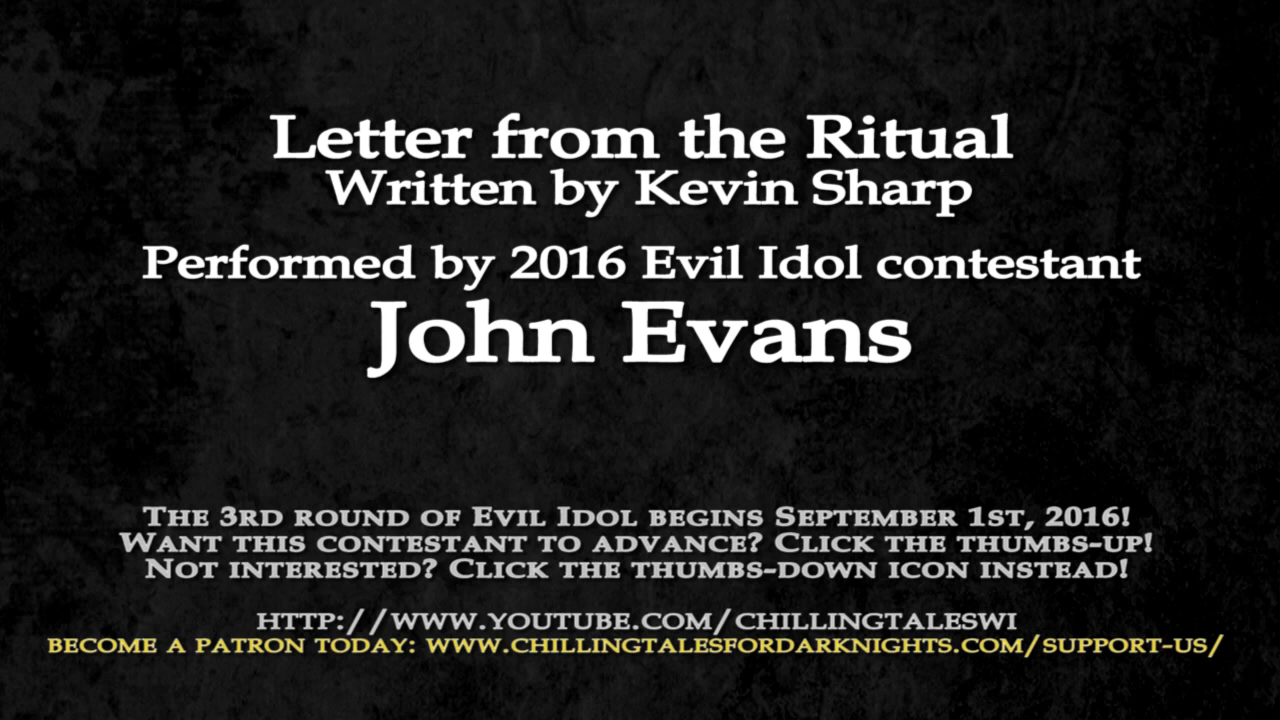 Letter from the Ritual
Written by Kevin Sharp
Performed by 2016 Evil Idol contestant
John Evans
The 3rd round of Evil Idol begins September 1st, 2016!
Want this contestant to advance? Click the thumbs-up!
Not interested? Click the thumbs-down icon instead!
http://www.youtube.com/chillingtaleswi
become a patron today: www.chillingtalesfordarknights.com/support-us/